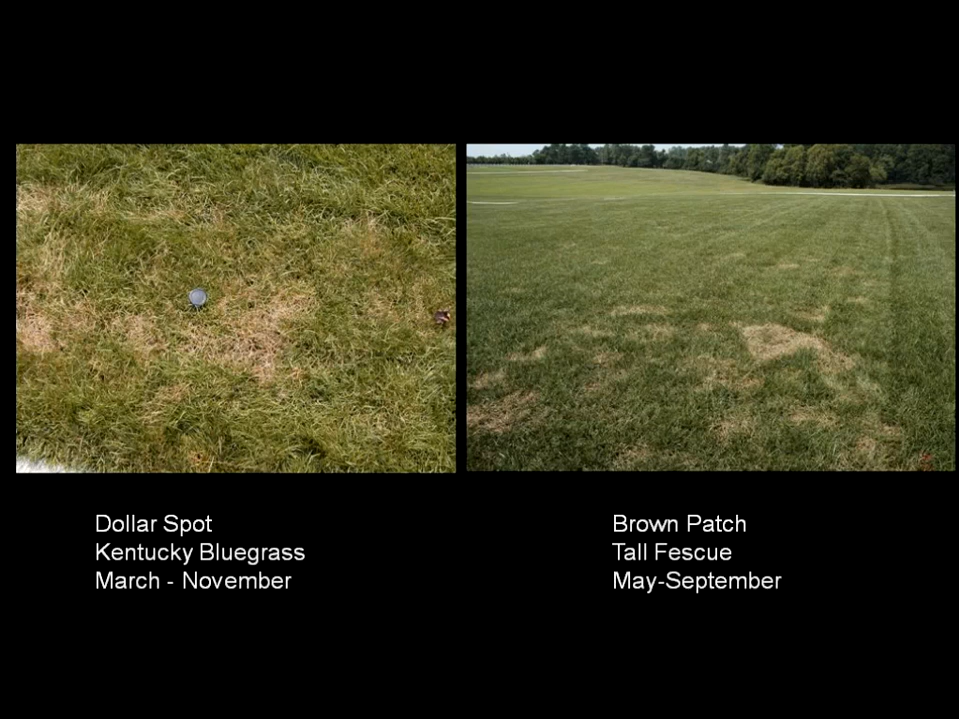 Dollar Spot
Kentucky Bluegrass
March - November
Brown Patch
Tall Fescue
May-September